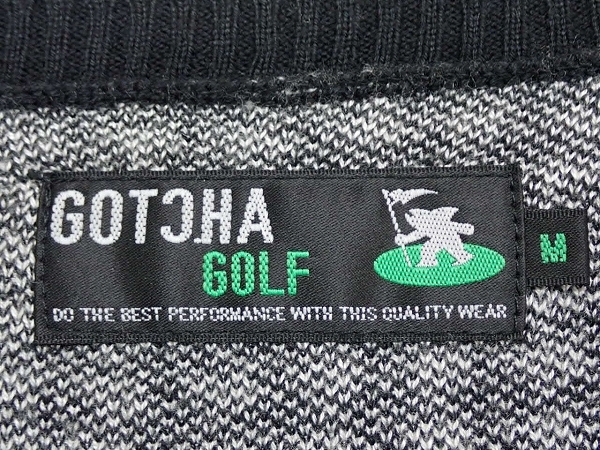 GOTCHA
GOLF
DO THE BEST PERFORMANCE WITH THIS QUALITY WEAR
M